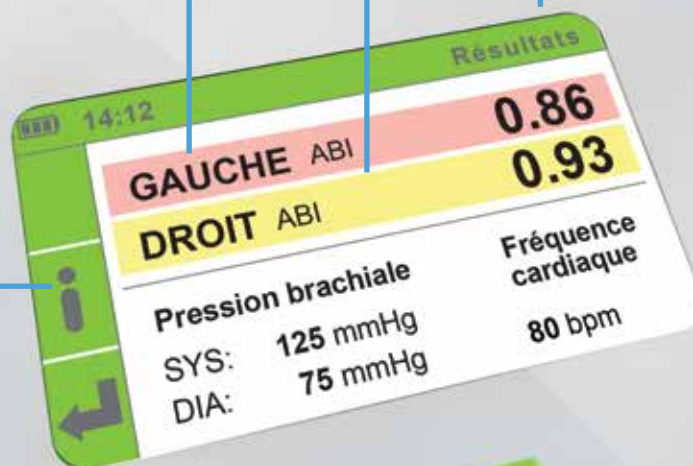 14:12 Résultats
GAUCHE ABI 0.86
DROIT ABI 0.93
Pression brachiale
SYS: 125 mmHg
DIA: 75 mmHg
Fréquence
cardiaque
80 bpm